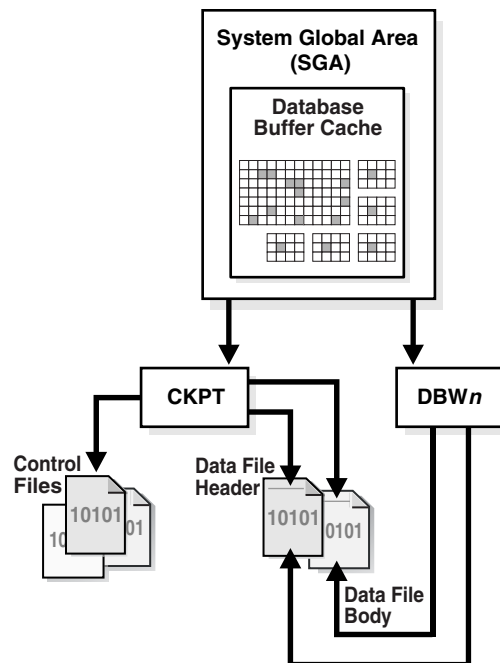 System Global Area
(SGA)
Database
Buffer Cache
CKPT
DBWn
Control
Files
10101
10
01
Data File
Header
10101
0101
Data File
Body